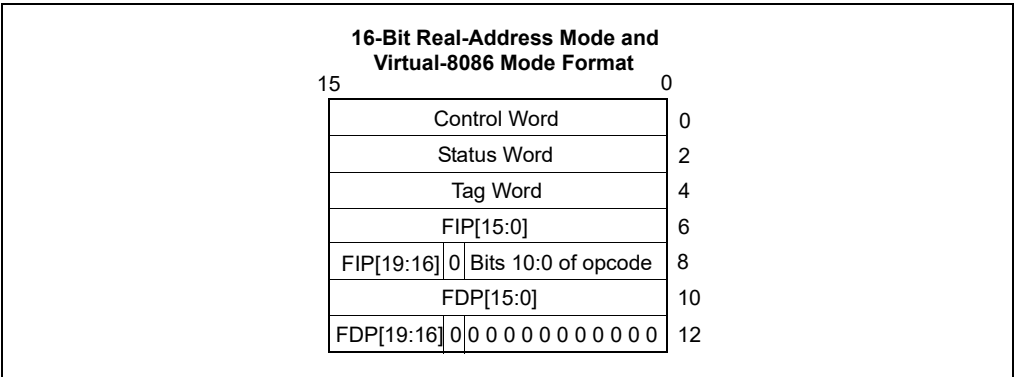 16-Bit Real-Address Mode and
Virtual-8086 Mode Format
15 0
Control Word 0
Status Word 2
Tag Word 4
FIP[15:0] 6
FIP[19:16] 0 Bits 10:0 of opcode 8
FDP[15:0] 10
FDP[19:16] 0 0 0 0 0 0 0 0 0 0 0 0 12